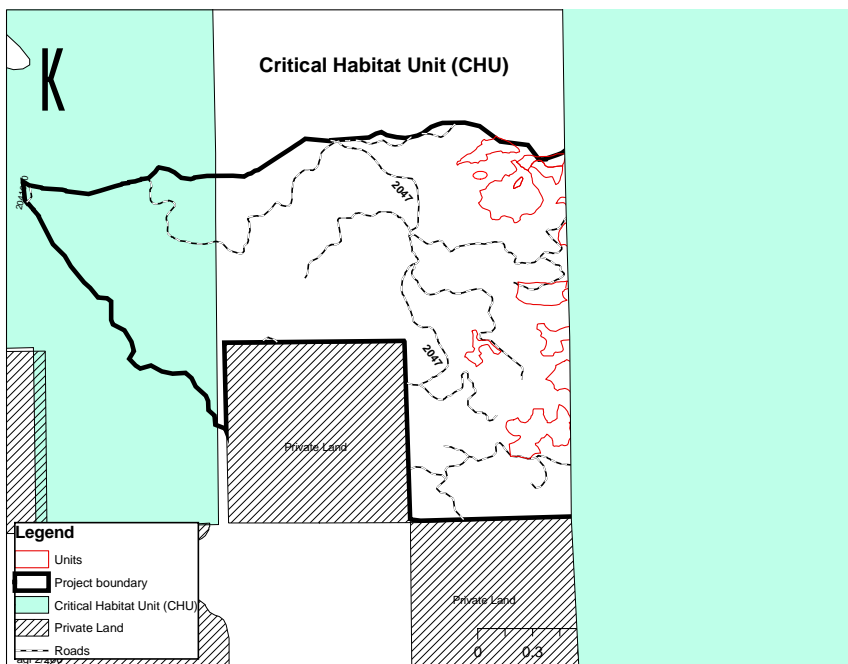 Critical Habitat Unit (CHU)
2047
2047
Private Land
Private Land
0 0.3
Legend
Units
Project boundary
Critical Habitat Unit (CHU)
Private Land
Roads